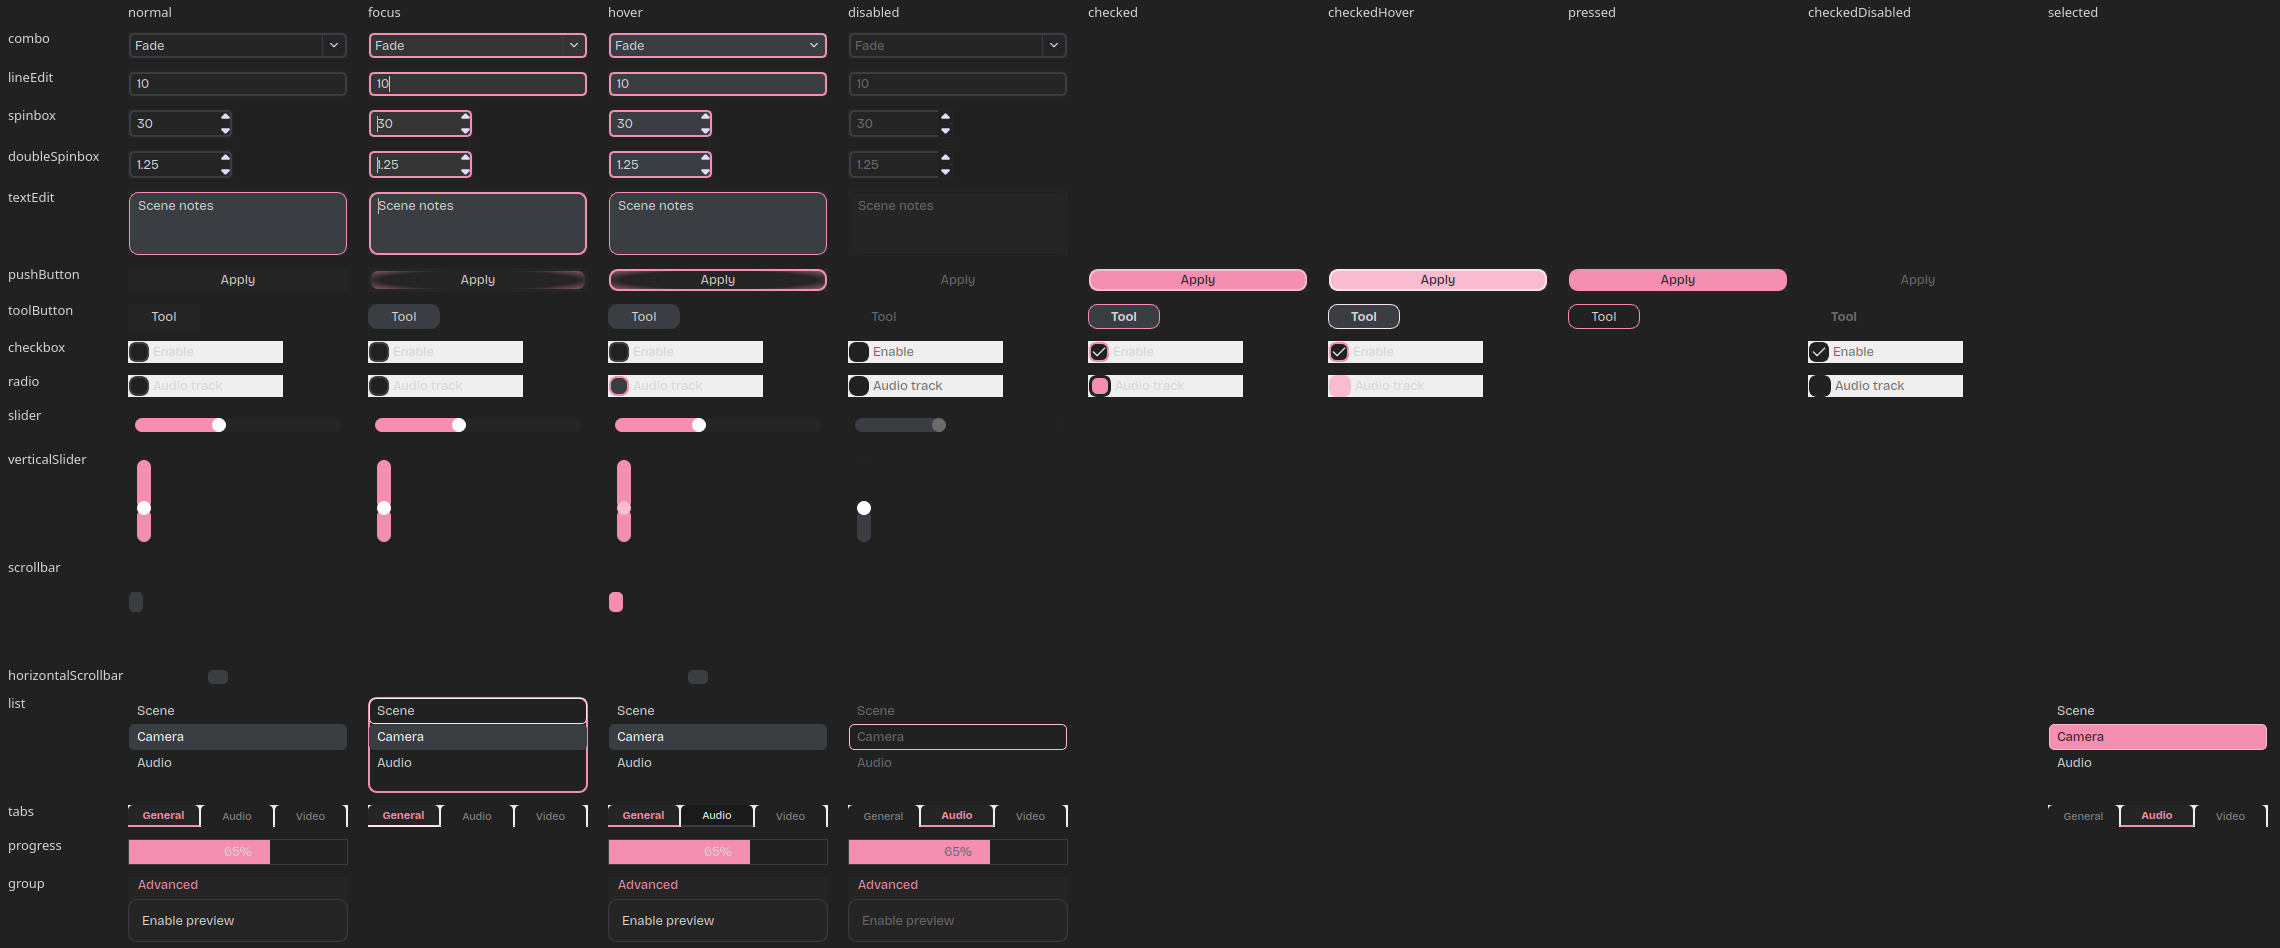 normal focus hover disabled checked checkedHover pressed checkedDisabled selected
combo Fade Fade Fade Fade
lineEdit 10 10 10 10
spinbox 30 30 30 30
doubleSpinbox 1.25 1.25 1.25 1.25
textEdit Scene notes Scene notes Scene notes Scene notes
pushButton Apply Apply Apply Apply Apply Apply Apply Apply
toolButton Tool Tool Tool Tool Tool Tool Tool Tool
checkbox Enable Enable Enable Enable Enable Enable Enable
radio Audio track Audio track Audio track Audio track Audio track Audio track Audio track
slider
verticalSlider
scrollbar
horizontalScrollbar
list Scene Scene Scene Scene Scene
Camera Camera Camera Camera Camera
Audio Audio Audio Audio Audio
tabs General Audio Video General Audio Video General Audio Video General Audio Video General Audio Video
progress 65% 65% 65%
group Advanced Advanced Advanced
Enable preview Enable preview Enable preview